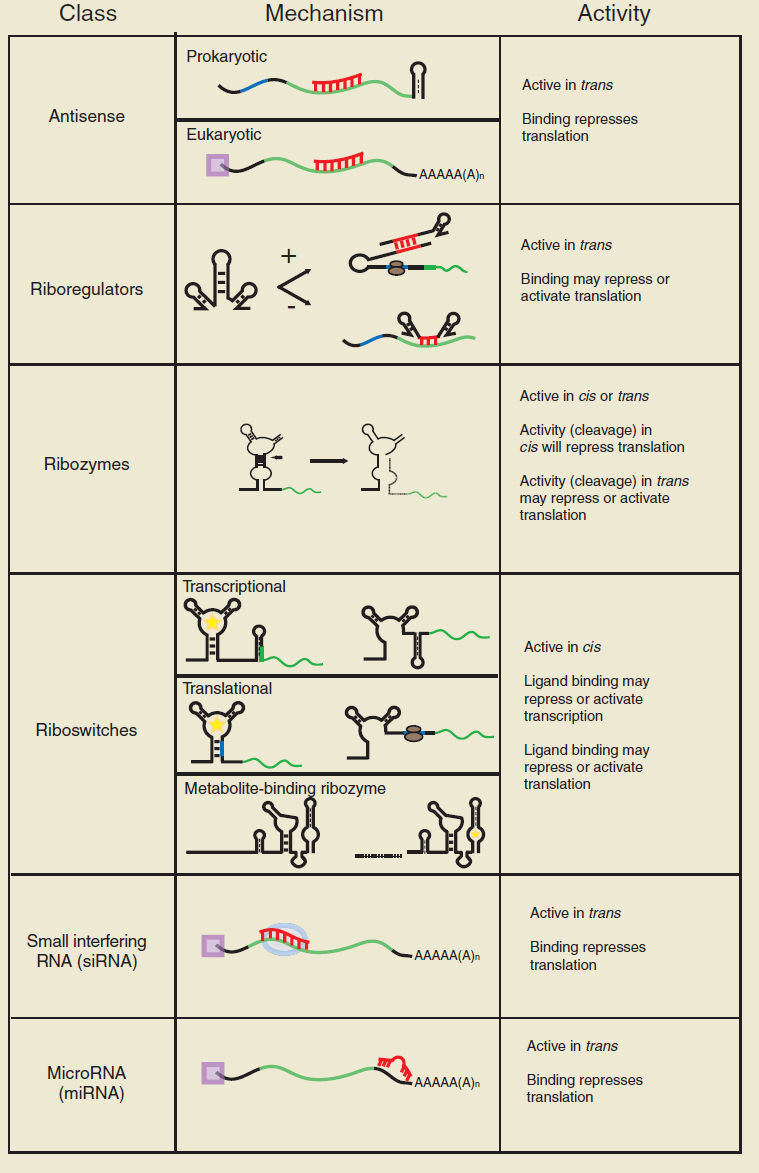 Class
Mechanism
Activity
Antisense
Prokaryotic
Eukaryotic
AAAAA(A)n
Active in trans
Binding represses
translation
Riboregulators
+
-
Active in trans
Binding may repress or
activate translation
Ribozymes
Active in cis or trans
Activity (cleavage) in
cis will repress translation
Activity (cleavage) in trans
may repress or activate
translation
Riboswitches
Transcriptional
Translational
Metabolite-binding ribozyme
Active in cis
Ligand binding may
repress or activate
transcription
Ligand binding may
repress or activate
translation
Small interfering
RNA (siRNA)
AAAAA(A)n
Active in trans
Binding represses
translation
MicroRNA
(miRNA)
AAAAA(A)n
Active in trans
Binding represses
translation